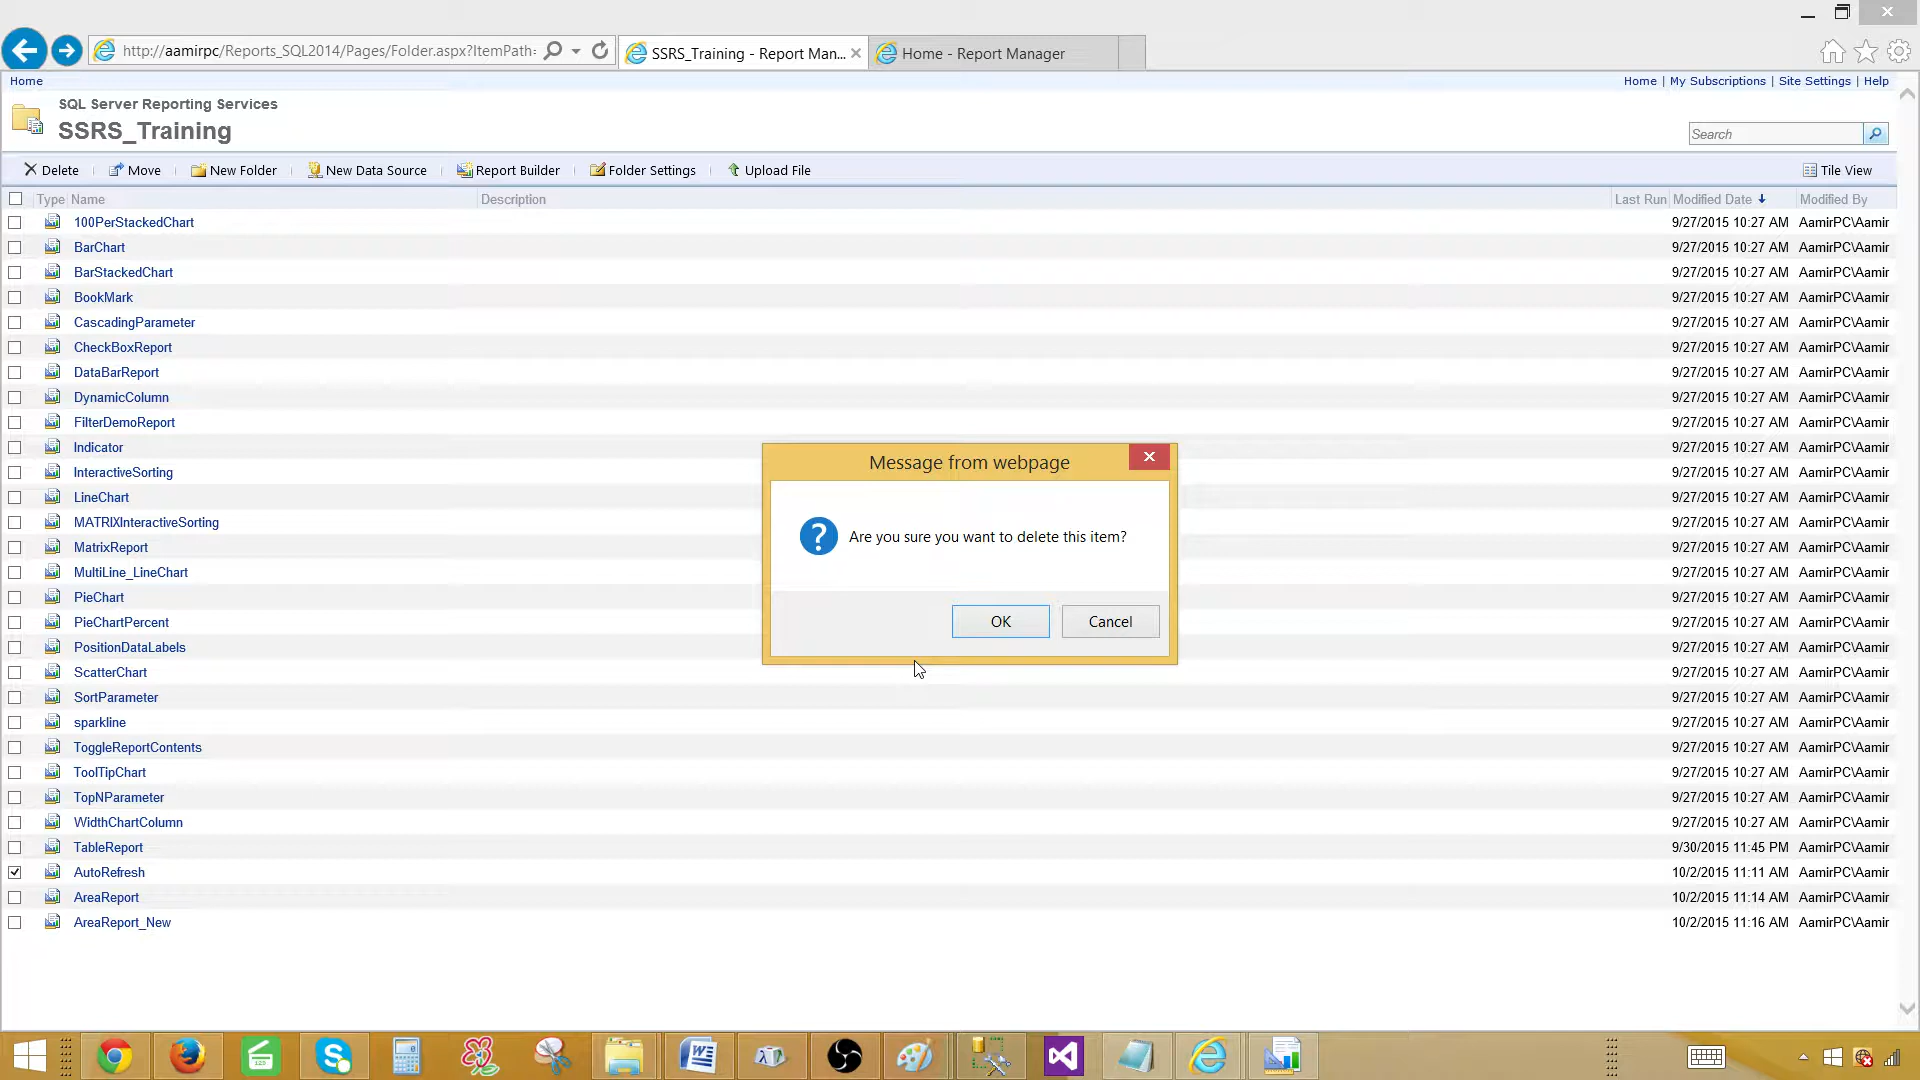 http://aamirpc/Reports_SQL2014/Pages/Folder.aspx?ItemPath:
SSRS_Training - Report Man...
Home - Report Manager
Home
Home | My Subscriptions | Site Settings | Help
SQL Server Reporting Services
SSRS_Training
Search
Delete
Move
New Folder
New Data Source
Report Builder
Folder Settings
Upload File
Tile View
Type Name Description Last Run Modified Date Modified By
100PerStackedChart 9/27/2015 10:27 AM AamirPC\Aamir
BarChart 9/27/2015 10:27 AM AamirPC\Aamir
BarStackedChart 9/27/2015 10:27 AM AamirPC\Aamir
BookMark 9/27/2015 10:27 AM AamirPC\Aamir
CascadingParameter 9/27/2015 10:27 AM AamirPC\Aamir
CheckBoxReport 9/27/2015 10:27 AM AamirPC\Aamir
DataBarReport 9/27/2015 10:27 AM AamirPC\Aamir
DynamicColumn 9/27/2015 10:27 AM AamirPC\Aamir
FilterDemoReport 9/27/2015 10:27 AM AamirPC\Aamir
Indicator 9/27/2015 10:27 AM AamirPC\Aamir
InteractiveSorting 9/27/2015 10:27 AM AamirPC\Aamir
LineChart 9/27/2015 10:27 AM AamirPC\Aamir
MATRIXInteractiveSorting 9/27/2015 10:27 AM AamirPC\Aamir
MatrixReport 9/27/2015 10:27 AM AamirPC\Aamir
MultiLine_LineChart 9/27/2015 10:27 AM AamirPC\Aamir
PieChart 9/27/2015 10:27 AM AamirPC\Aamir
PieChartPercent 9/27/2015 10:27 AM AamirPC\Aamir
PositionDataLabels 9/27/2015 10:27 AM AamirPC\Aamir
ScatterChart 9/27/2015 10:27 AM AamirPC\Aamir
SortParameter 9/27/2015 10:27 AM AamirPC\Aamir
sparkline 9/27/2015 10:27 AM AamirPC\Aamir
ToggleReportContents 9/27/2015 10:27 AM AamirPC\Aamir
ToolTipChart 9/27/2015 10:27 AM AamirPC\Aamir
TopNParameter 9/27/2015 10:27 AM AamirPC\Aamir
WidthChartColumn 9/27/2015 10:27 AM AamirPC\Aamir
TableReport 9/30/2015 11:45 PM AamirPC\Aamir
AutoRefresh 10/2/2015 11:11 AM AamirPC\Aamir
AreaReport 10/2/2015 11:14 AM AamirPC\Aamir
AreaReport_New 10/2/2015 11:16 AM AamirPC\Aamir
Message from webpage
Are you sure you want to delete this item?
OK
Cancel